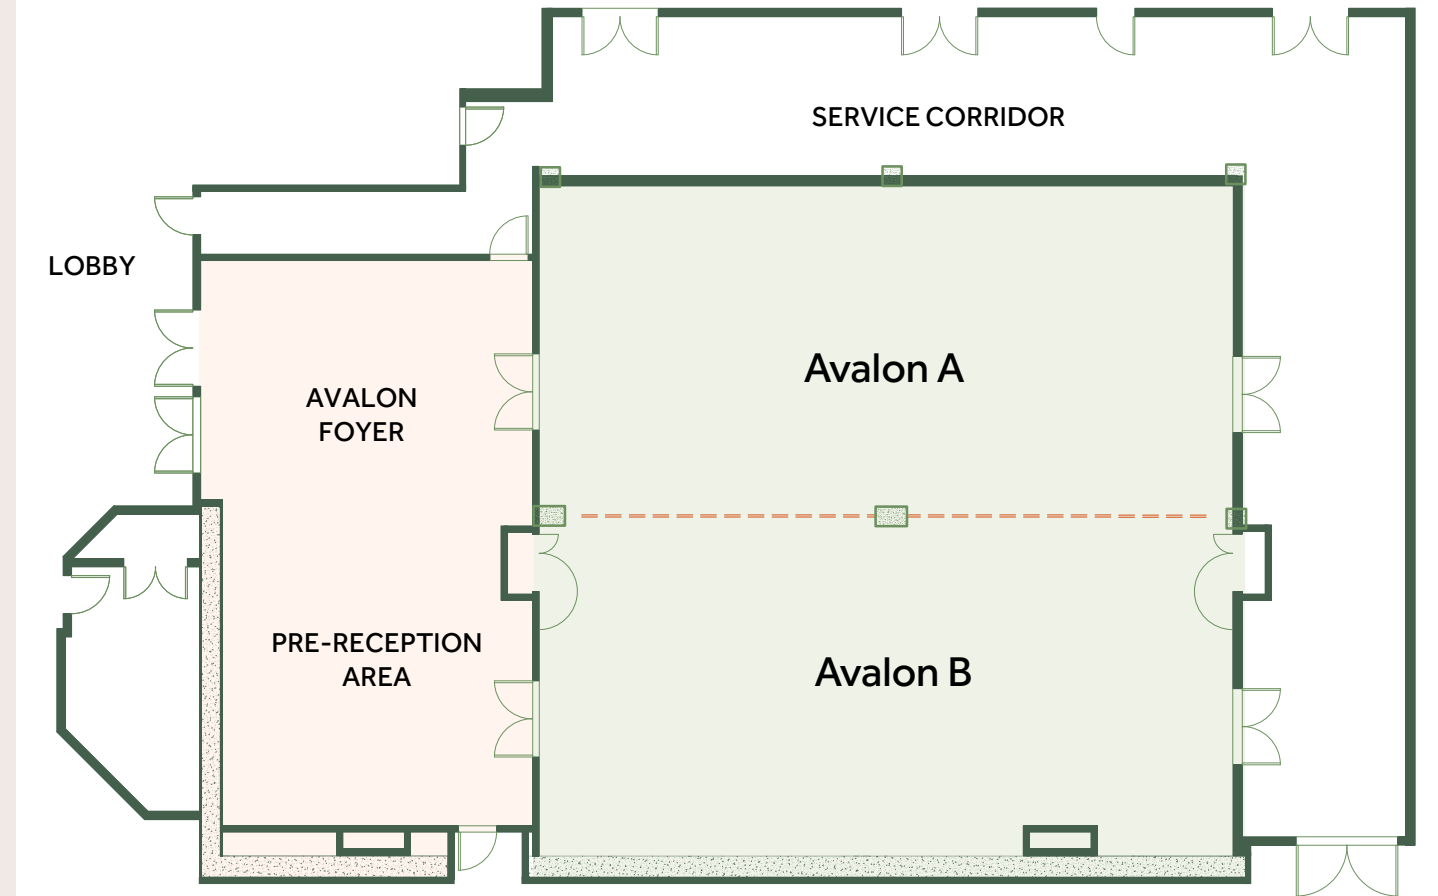 SERVICE CORRIDOR
LOBBY
Avalon A
AVALON
FOYER
PRE-RECEPTION
AREA
Avalon B